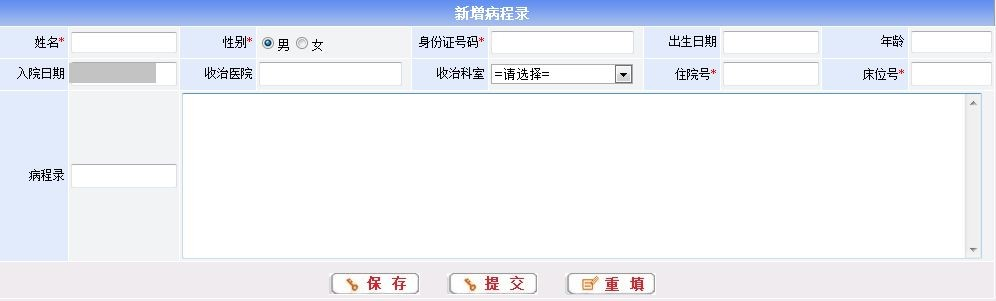 新增病程录
姓名* 性别* 男 女 身份证号码* 出生日期 年龄
入院日期 收治医院 收治科室 =请选择= 住院号* 床位号*
病程录
保 存 提 交 重 填